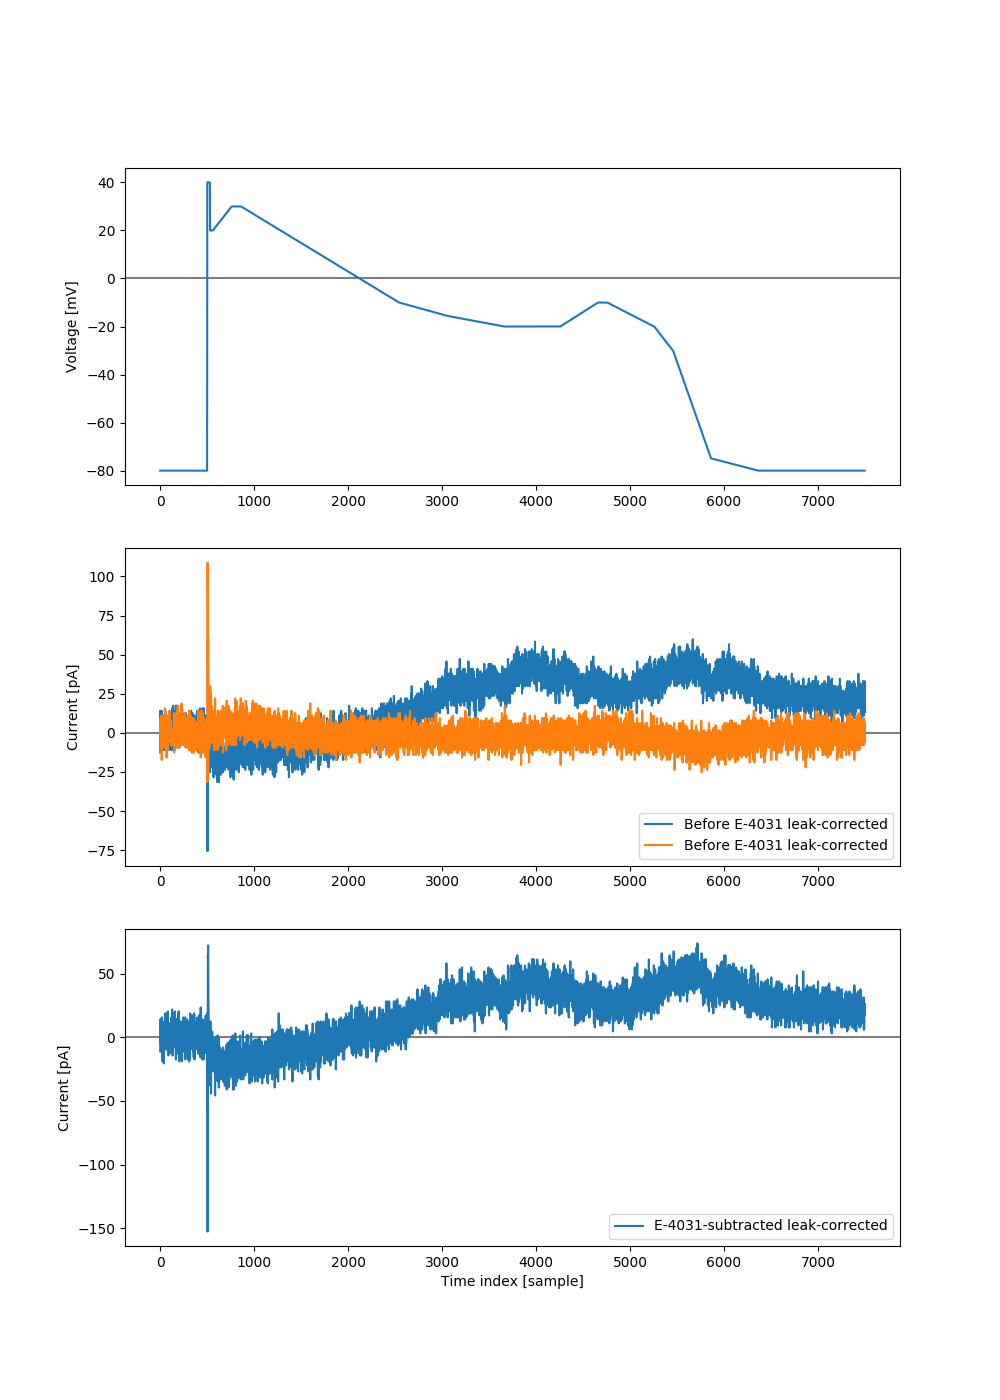 40
20
0
−20
−40
−60
−80
Voltage [mV]
0 1000 2000 3000 4000 5000 6000 7000
100
75
50
25
0
−25
−50
−75
Current [pA]
Before E-4031 leak-corrected
Before E-4031 leak-corrected
0 1000 2000 3000 4000 5000 6000 7000
50
0
−50
−100
−150
Current [pA]
E-4031-subtracted leak-corrected
0 1000 2000 3000 4000 5000 6000 7000
Time index [sample]